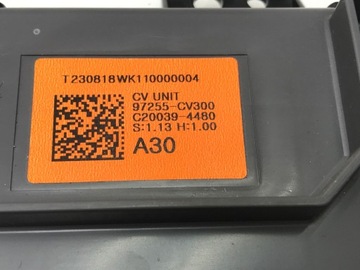 T230818WK110000004
CV UNIT
97255-CV300
C20039-4480
S:1.13 H:1.00
A30